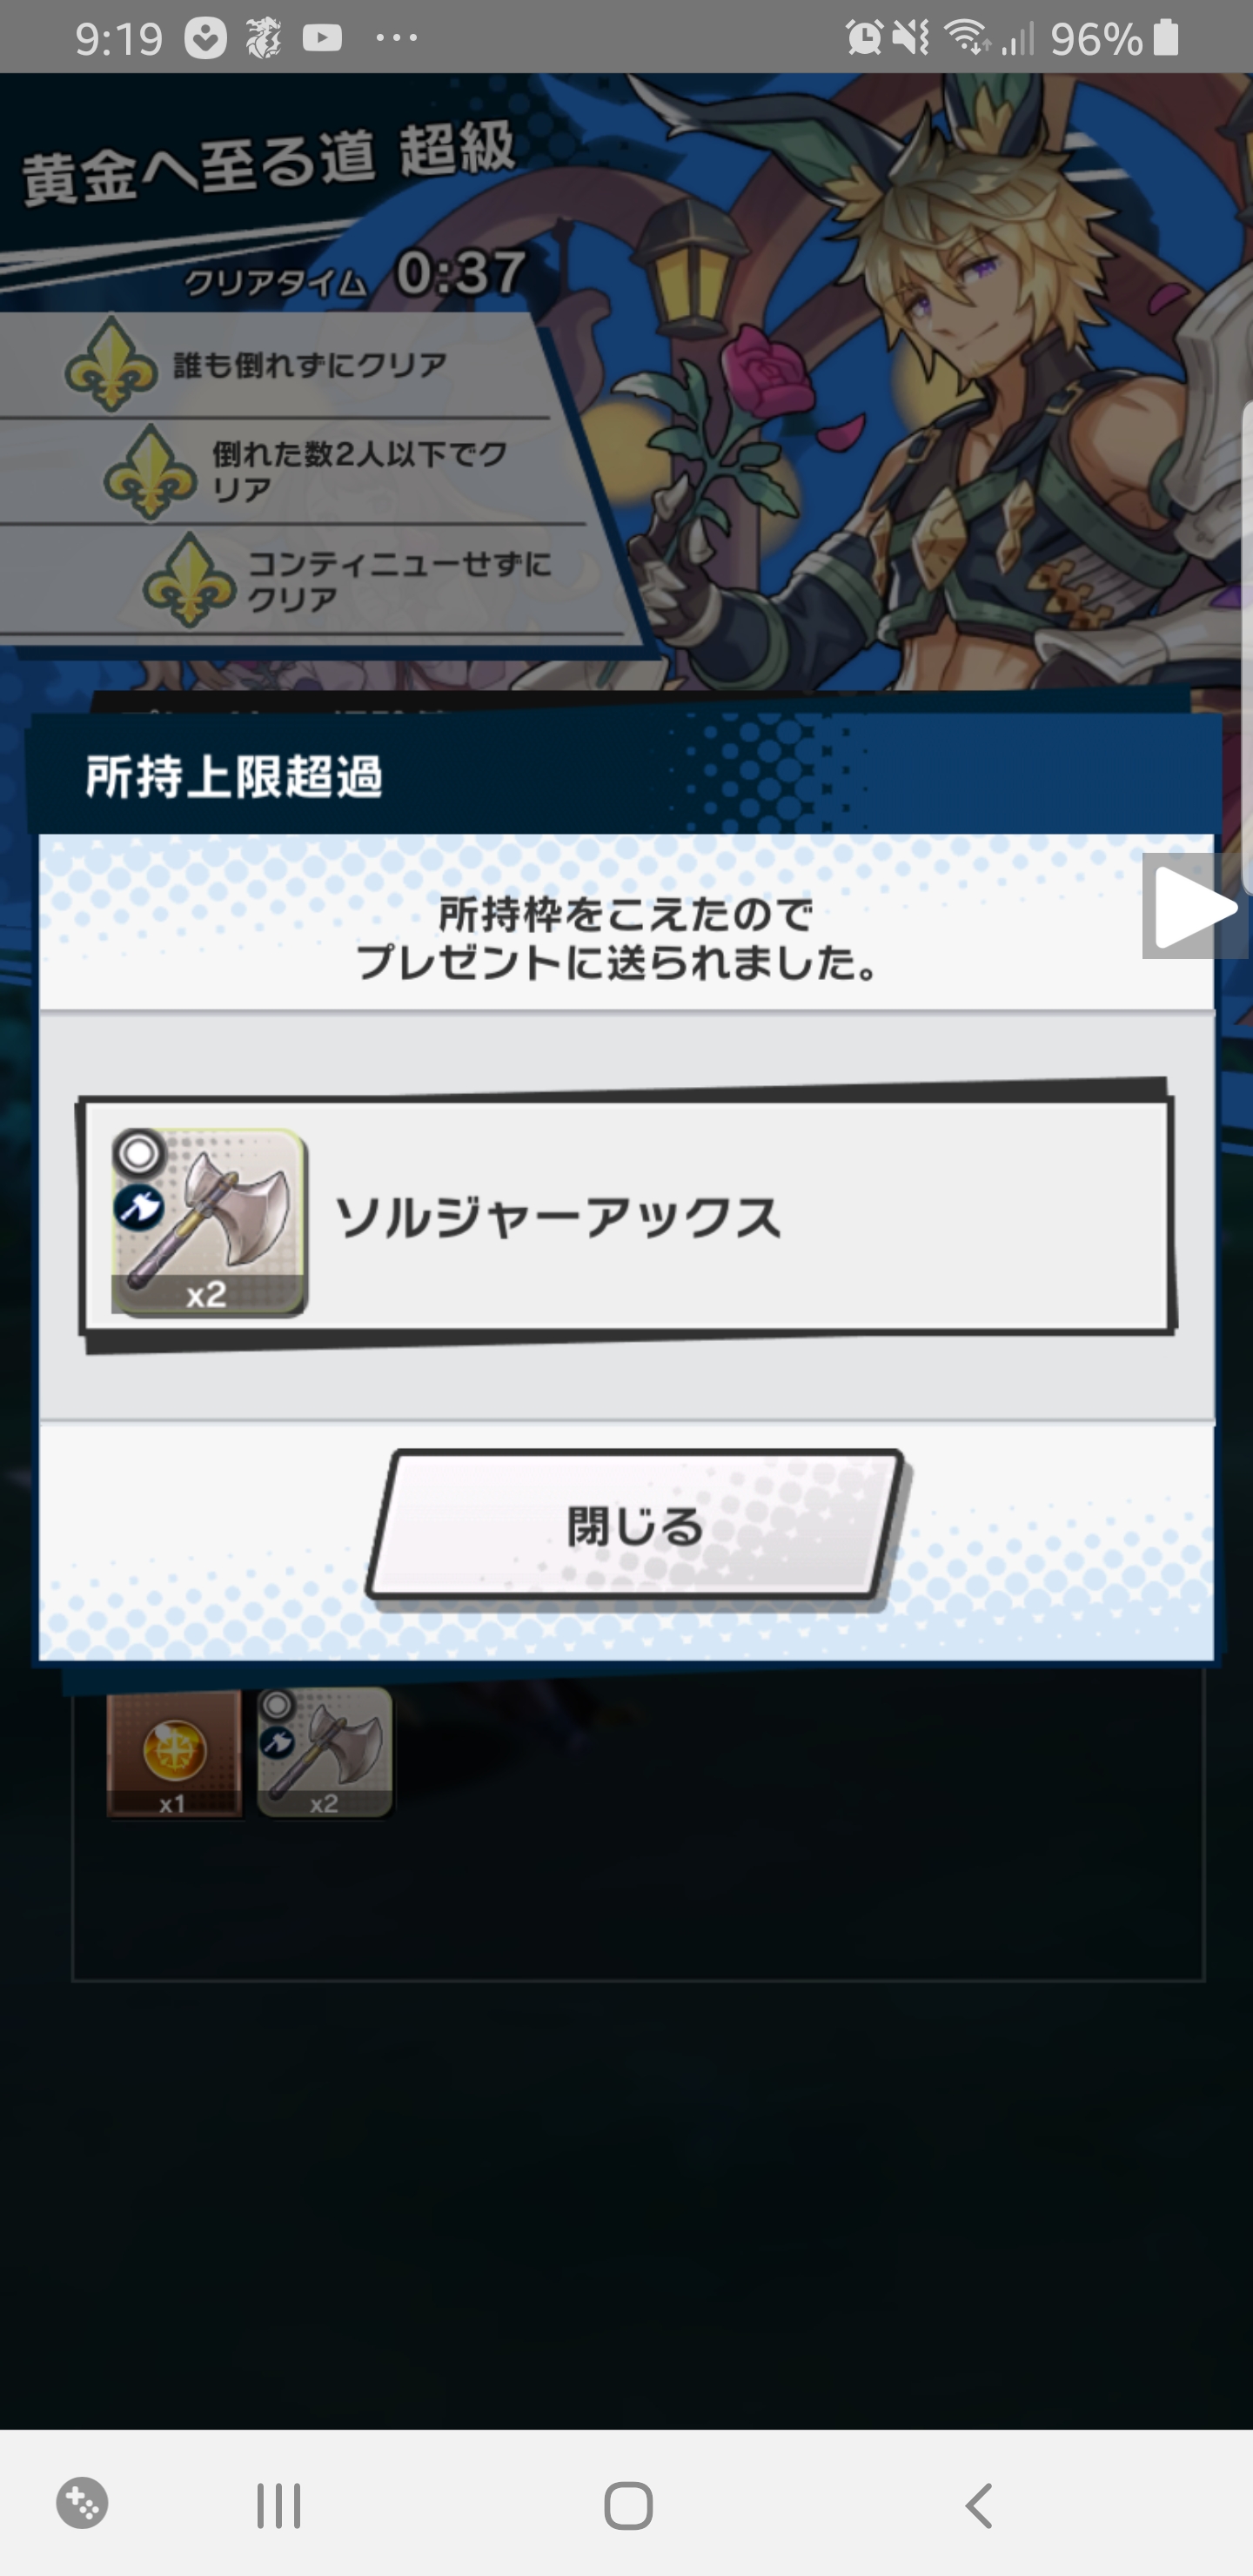 9:19
96%
黄金へ至る道 超級
クリアタイム 0:37
誰も倒れずにクリア
倒れた数2人以下でク
リア
コンティニューせずに
クリア
所持上限超過
所持枠をこえたので
プレゼントに送られました。
ソルジャーアックス
x2
閉じる
x1
x2